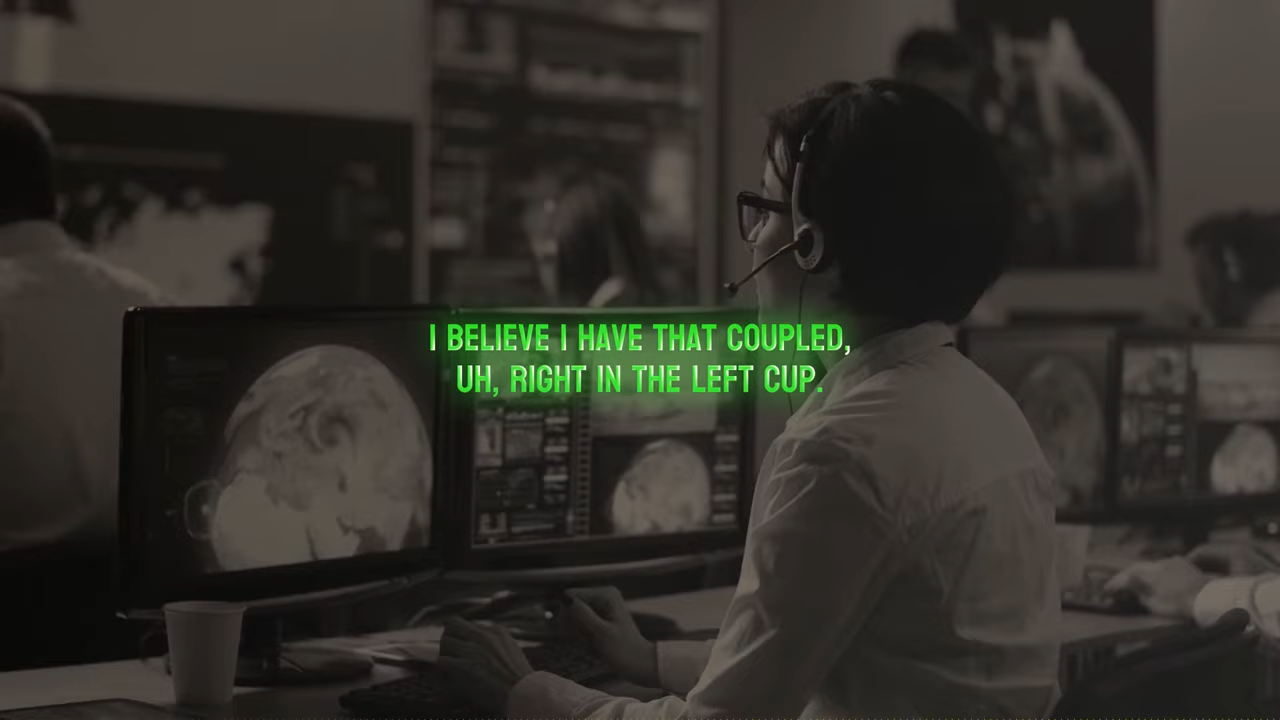 I BELIEVE I HAVE THAT COUPLED,
UH, RIGHT IN THE LEFT CUP.